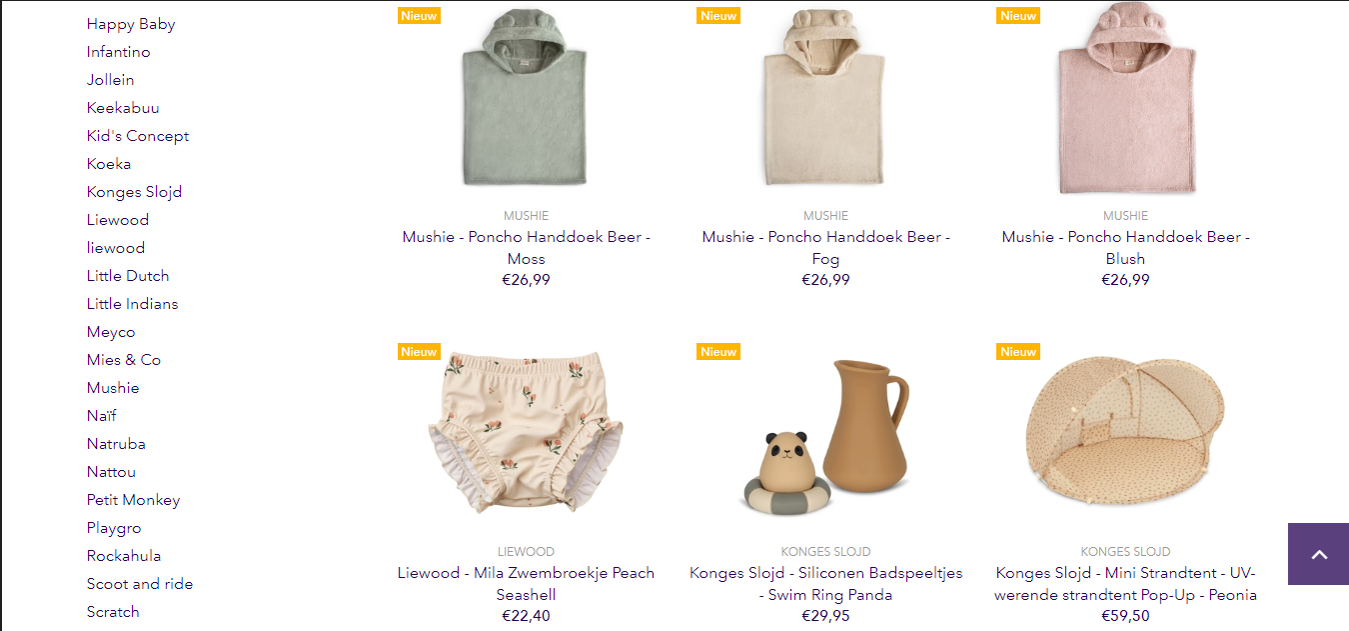 Happy Baby
Infantino
Jollein
Keekabuu
Kid's Concept
Koeka
Konges Slojd
Liewood
liewood
Little Dutch
Little Indians
Meyco
Mies & Co
Mushie
Naïf
Natruba
Nattou
Petit Monkey
Playgro
Rockahula
Scoot and ride
Scratch
Nieuw
MUSHIE
Mushie - Poncho Handdoek Beer -
Moss
€26,99
Nieuw
MUSHIE
Mushie - Poncho Handdoek Beer -
Fog
€26,99
Nieuw
MUSHIE
Mushie - Poncho Handdoek Beer -
Blush
€26,99
Nieuw
LIEWOOD
Liewood - Mila Zwembroekje Peach
Seashell
€22,40
Nieuw
KONGES SLOJD
Konges Slojd - Siliconen Badspeeltjes
- Swim Ring Panda
€29,95
Nieuw
KONGES SLOJD
Konges Slojd - Mini Strandtent - UV-
werende strandtent Pop-Up - Peonia
€59,50